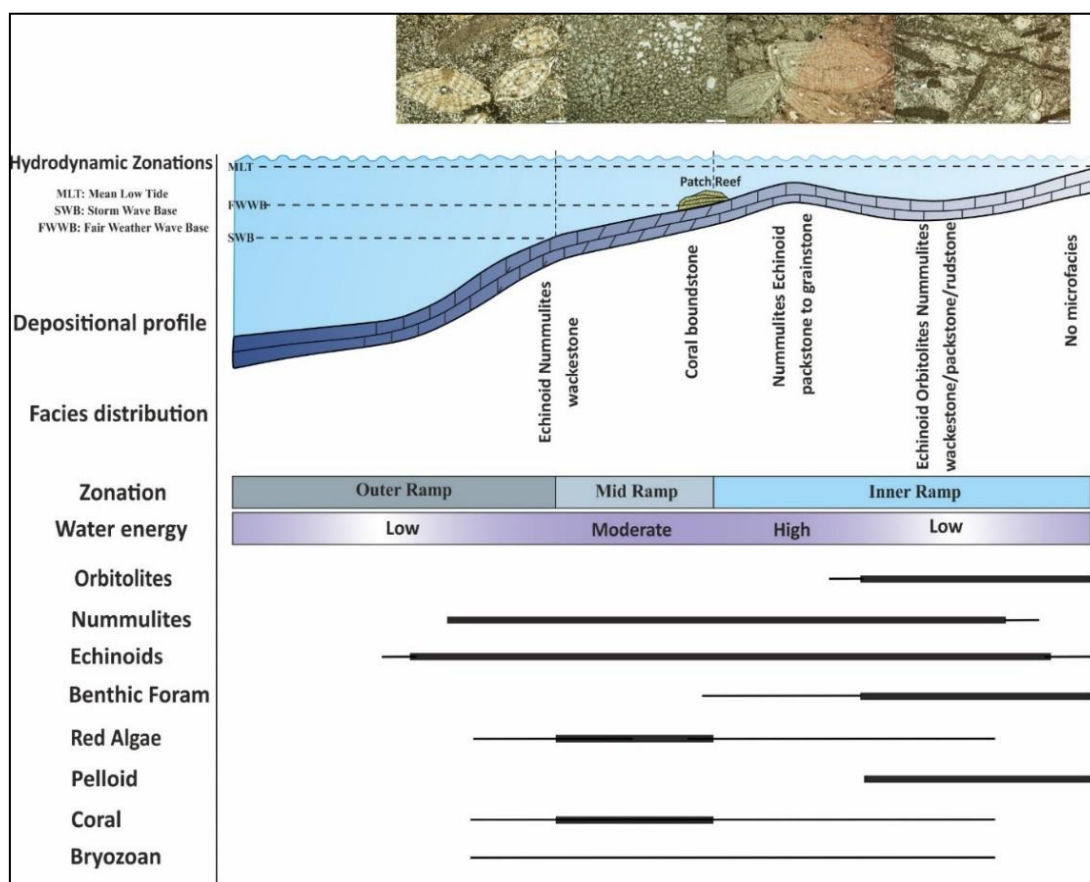 Hydrodynamic Zonations
MLT: Mean Low Tide
SWB: Storm Wave Base
FWWB: Fair Weather Wave Base
MLT
FWWB
SWB
Patch Reef
Depositional profile
Facies distribution
Echinoid Nummulites
wackestone
Coral boundstone
Nummulites Echinoid
packstone to grainstone
Echinoid Orbitolites Nummulites
wackestone/packstone/rudstone
No microfacies
Zonation
Outer Ramp
Mid Ramp
Inner Ramp
Water energy
Low
Moderate
High
Low
Orbitolites
Nummulites
Echinoids
Benthic Foram
Red Algae
Pelloid
Coral
Bryozoan